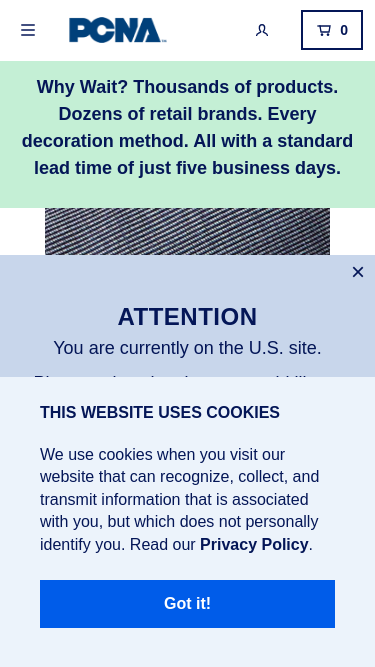 PCNA
0
Why Wait? Thousands of products.
Dozens of retail brands. Every
decoration method. All with a standard
lead time of just five business days.
ATTENTION
You are currently on the U.S. site.
THIS WEBSITE USES COOKIES
We use cookies when you visit our
website that can recognize, collect, and
transmit information that is associated
with you, but which does not personally
identify you. Read our Privacy Policy.
Got it!